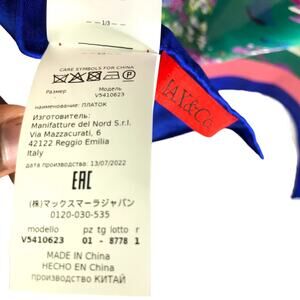 1/3
CARE SYMBOLS FOR CHINA
Размер: Модель:
V5410623
наименование: ПЛАТОК
Изготовитель:
Manifatture del Nord S.r.l.
Via Mazzacurati, 6
42122 Reggio Emilia
Italy
дата производства: 13/07/2022
EAC
(株)マックスマーラジャパン
0120-030-535
modello pz tg lotto r
V5410623 01 - 8778 1
MADE IN CHINA
HECHO EN CHINA
производство КИТАЙ
AX&Co.